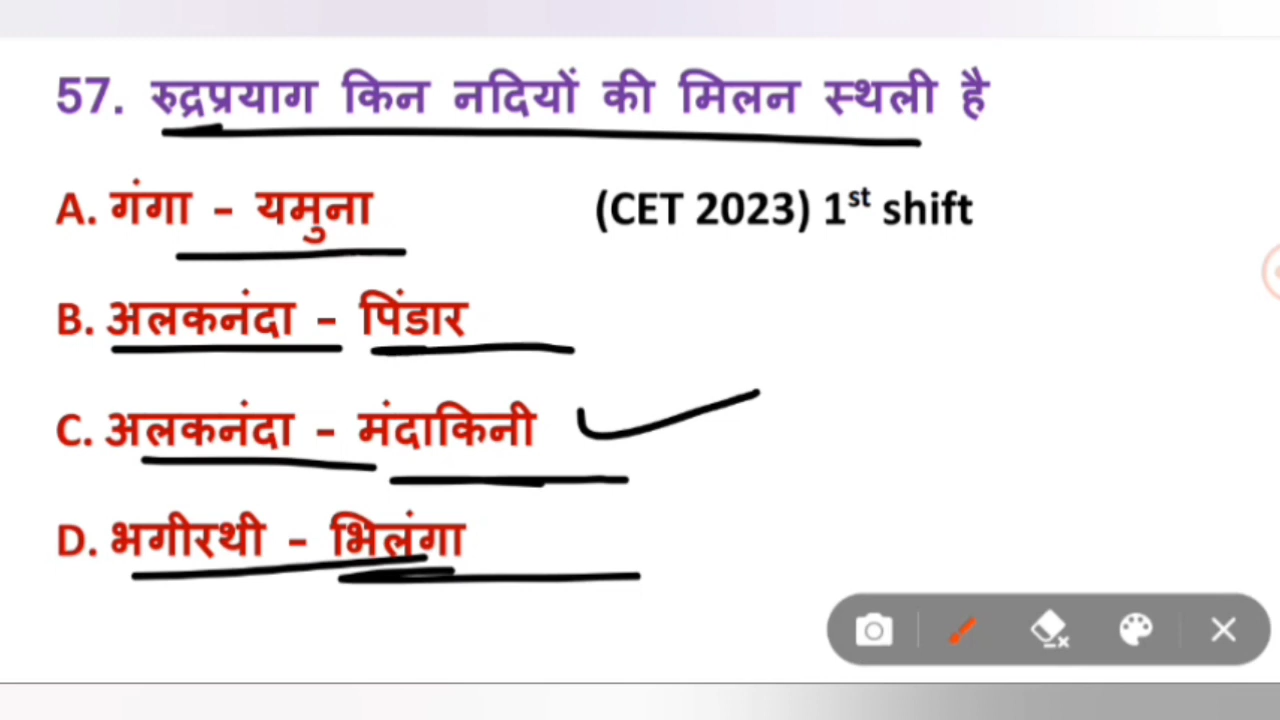 57. रुद्रप्रयाग किन नदियों की मिलन स्थली है
A. गंगा - यमुना (CET 2023) 1st shift
B. अलकनंदा - पिंडार
C. अलकनंदा - मंदाकिनी
D. भगीरथी - भिलंगा